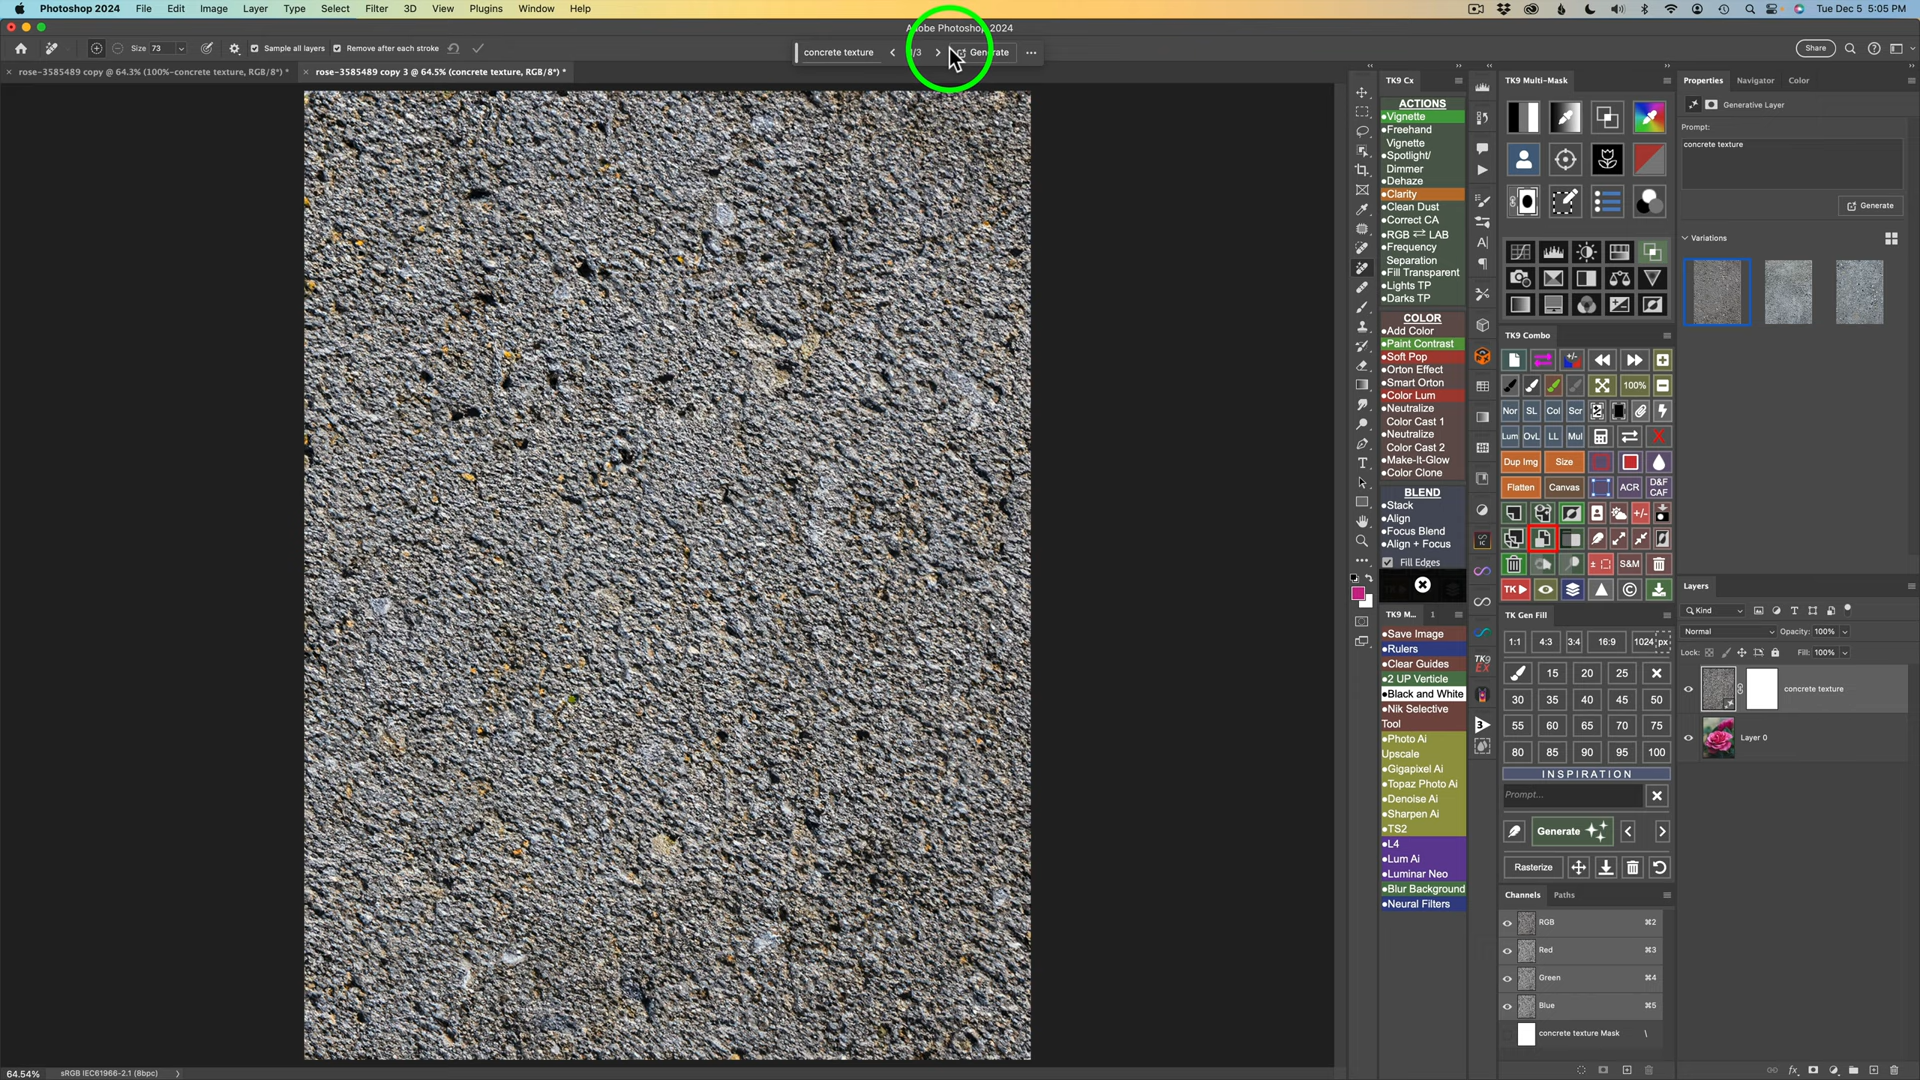 Photoshop 2024 File Edit Image Layer Type Select Filter 3D View Plugins Window Help
Tue Dec 5 5:05 PM
Adobe Photoshop 2024
Size 73 Sample all layers Remove after each stroke
concrete texture /3 Generate
Share
rose-3585489 copy @ 64.3% (100%-concrete texture, RGB/8*) *
rose-3585489 copy 3 @ 64.5% (concrete texture, RGB/8*) *
TK9 Cx
ACTIONS
Vignette
Freehand
Vignette
Spotlight/
Dimmer
Dehaze
Clarity
Clean Dust
Correct CA
RGB ⇄ LAB
Frequency
Separation
Fill Transparent
Lights TP
Darks TP
COLOR
Add Color
Paint Contrast
Soft Pop
Orton Effect
Smart Orton
Color Lum
Neutralize
Color Cast 1
Neutralize
Color Cast 2
Make-It-Glow
Color Clone
BLEND
Stack
Align
Focus Blend
Align + Focus
Fill Edges
TK9 M... 1
Save Image
Rulers
Clear Guides
2 UP Verticle
Black and White
Nik Selective
Tool
Photo Ai
Upscale
Gigapixel Ai
Topaz Photo Ai
Denoise Ai
Sharpen Ai
TS2
L4
Lum Ai
Luminar Neo
Blur Background
Neural Filters
TK9 Multi-Mask
TK9 Combo
100%
Nor SL Col Scr
Lum OvL LL Mul
Dup Img Size
Flatten Canvas ACR D&F
CAF
+/-
S&M
TK
TK Gen Fill
1:1 4:3 3:4 16:9 1024 px
15 20 25
30 35 40 45 50
55 60 65 70 75
80 85 90 95 100
INSPIRATION
Prompt...
Generate
Rasterize
Channels Paths
RGB ⌘2
Red ⌘3
Green ⌘4
Blue ⌘5
concrete texture Mask \
Properties Navigator Color
Generative Layer
Prompt:
concrete texture
Generate
Variations
Layers
Kind
Normal Opacity: 100%
Lock: Fill: 100%
concrete texture
Layer 0
64.54% sRGB IEC61966-2.1 (8bpc)